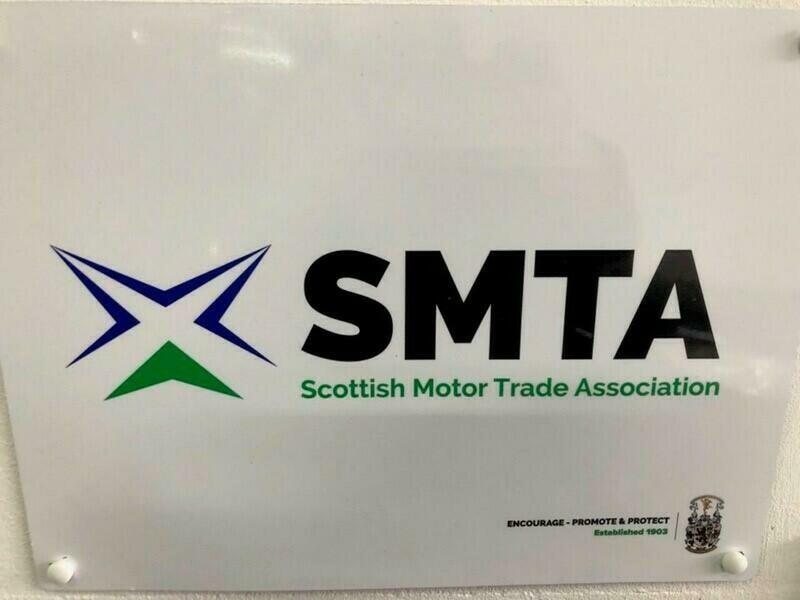 SMTA
Scottish Motor Trade Association
ENCOURAGE - PROMOTE & PROTECT
Established 1903